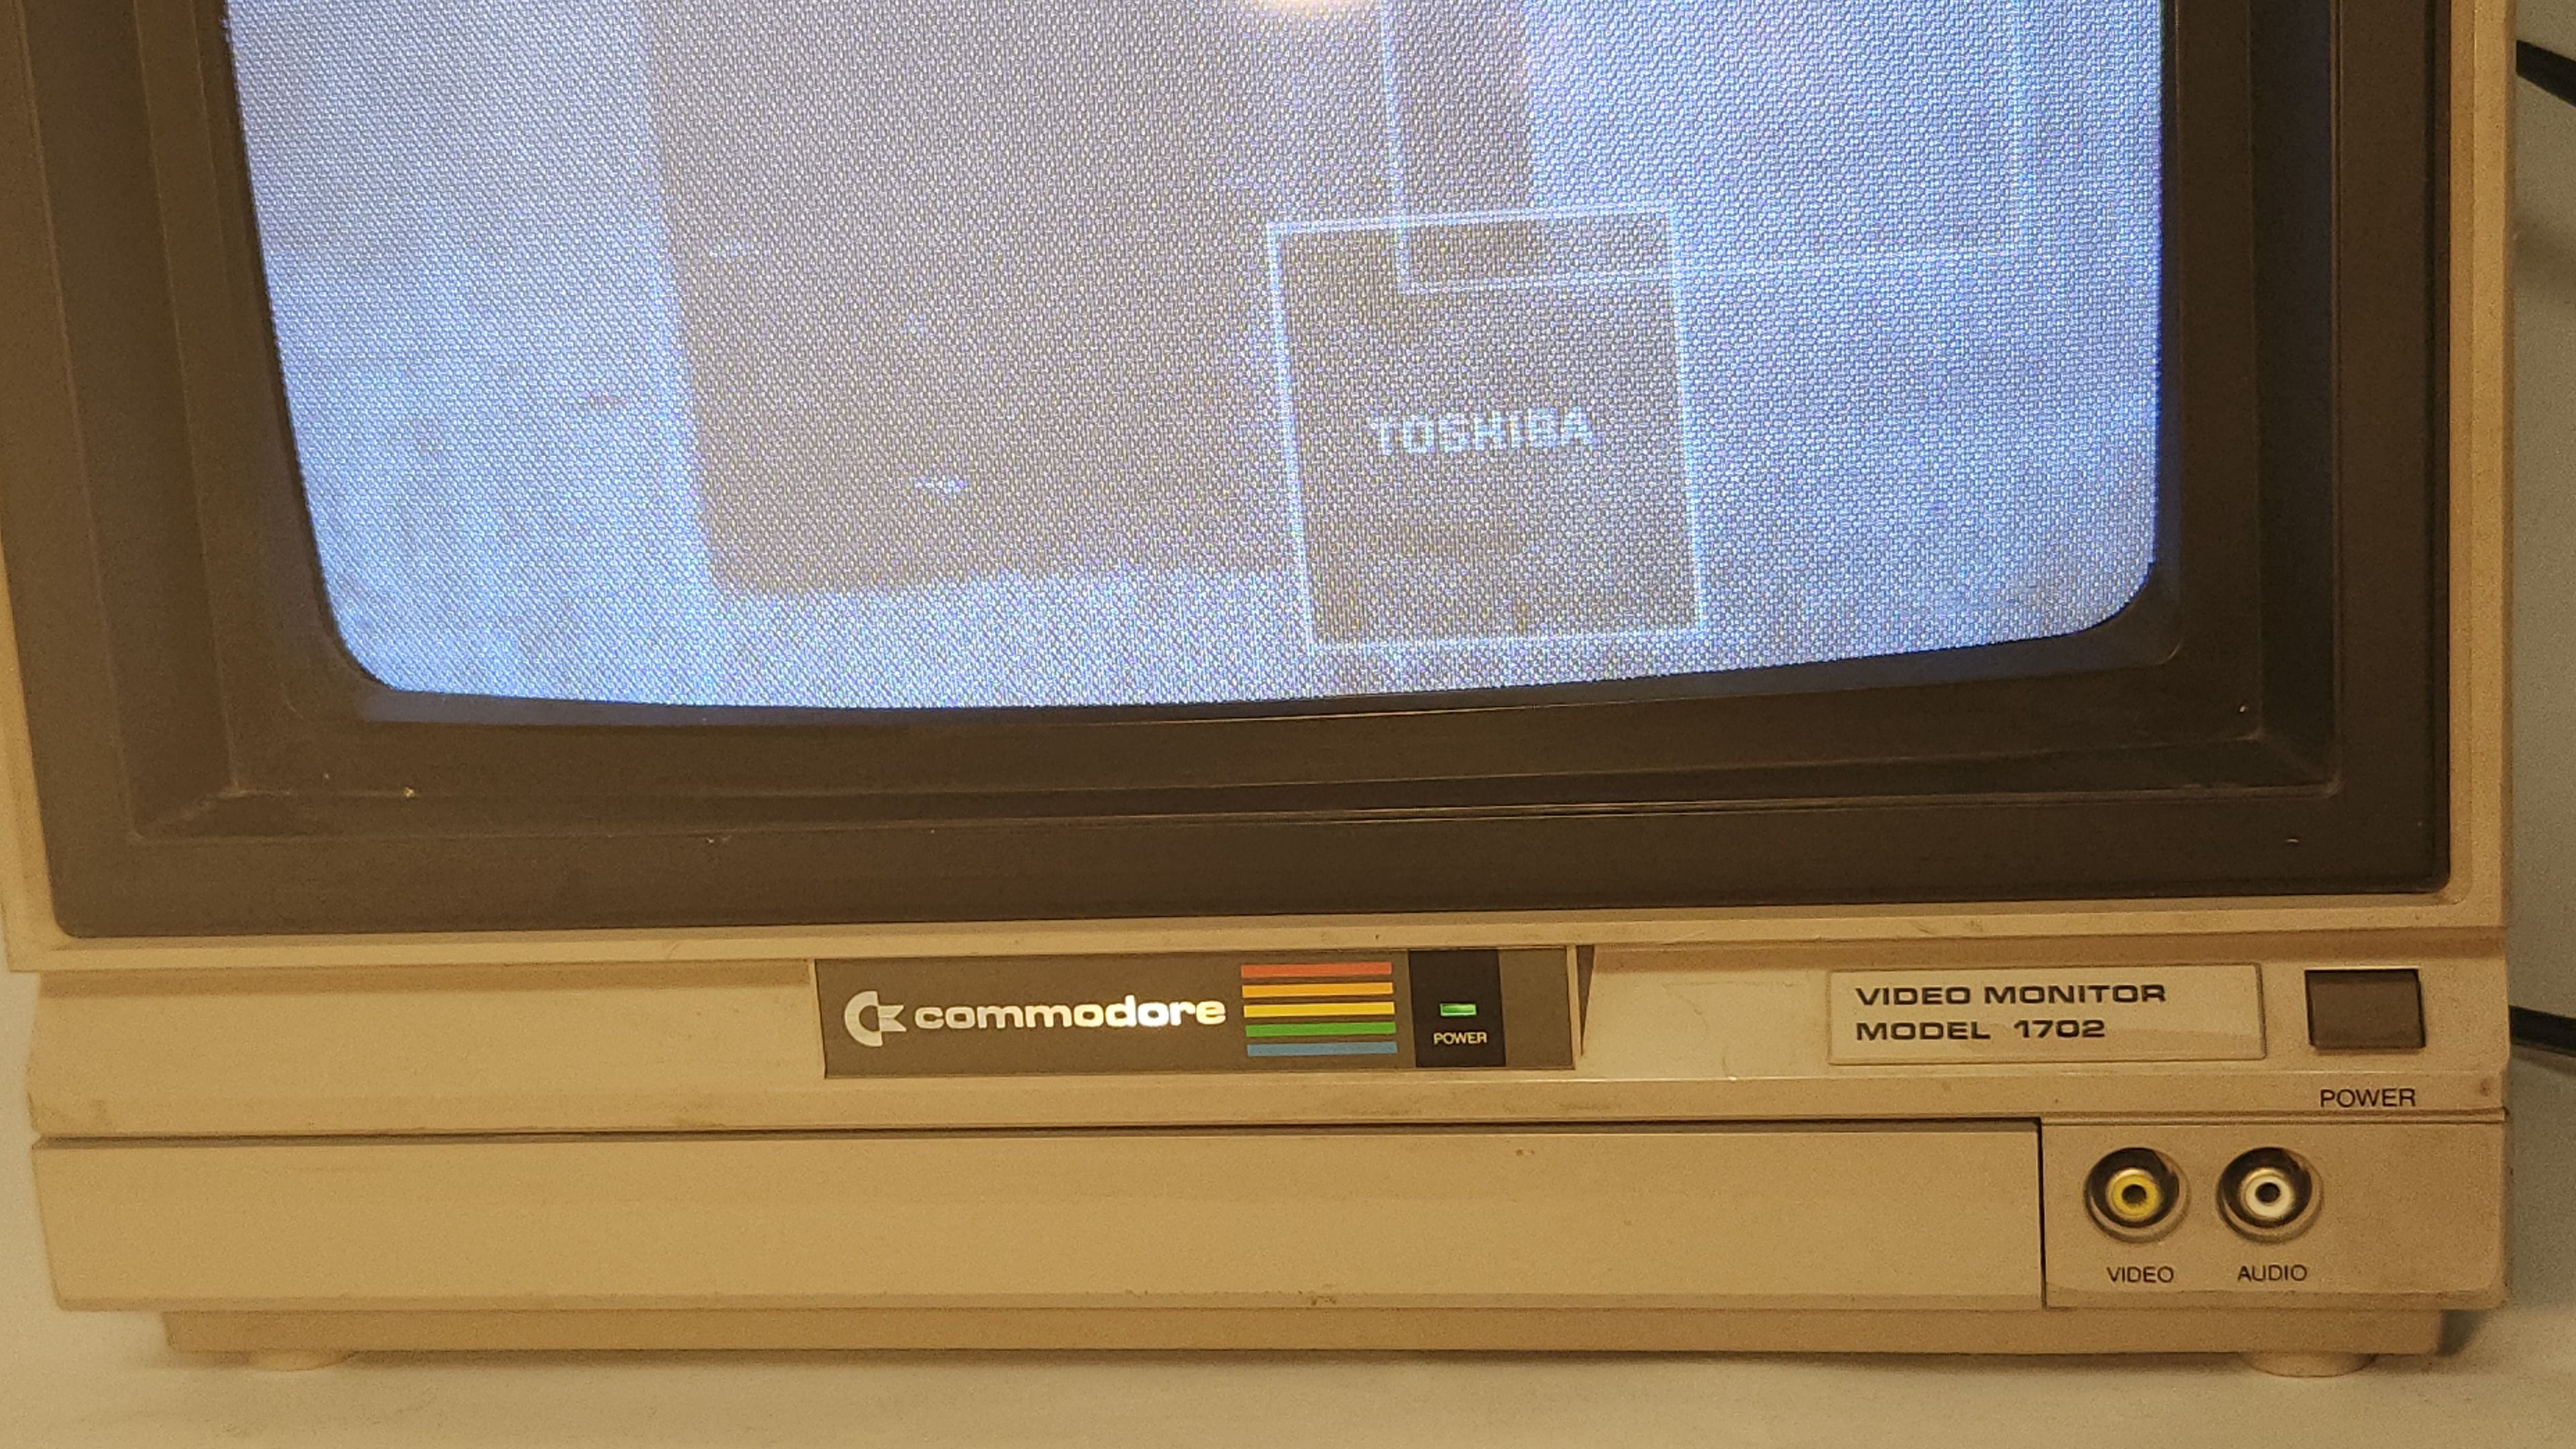 TOSHIBA
commodore
POWER
VIDEO MONITOR
MODEL 1702
POWER
VIDEO
AUDIO